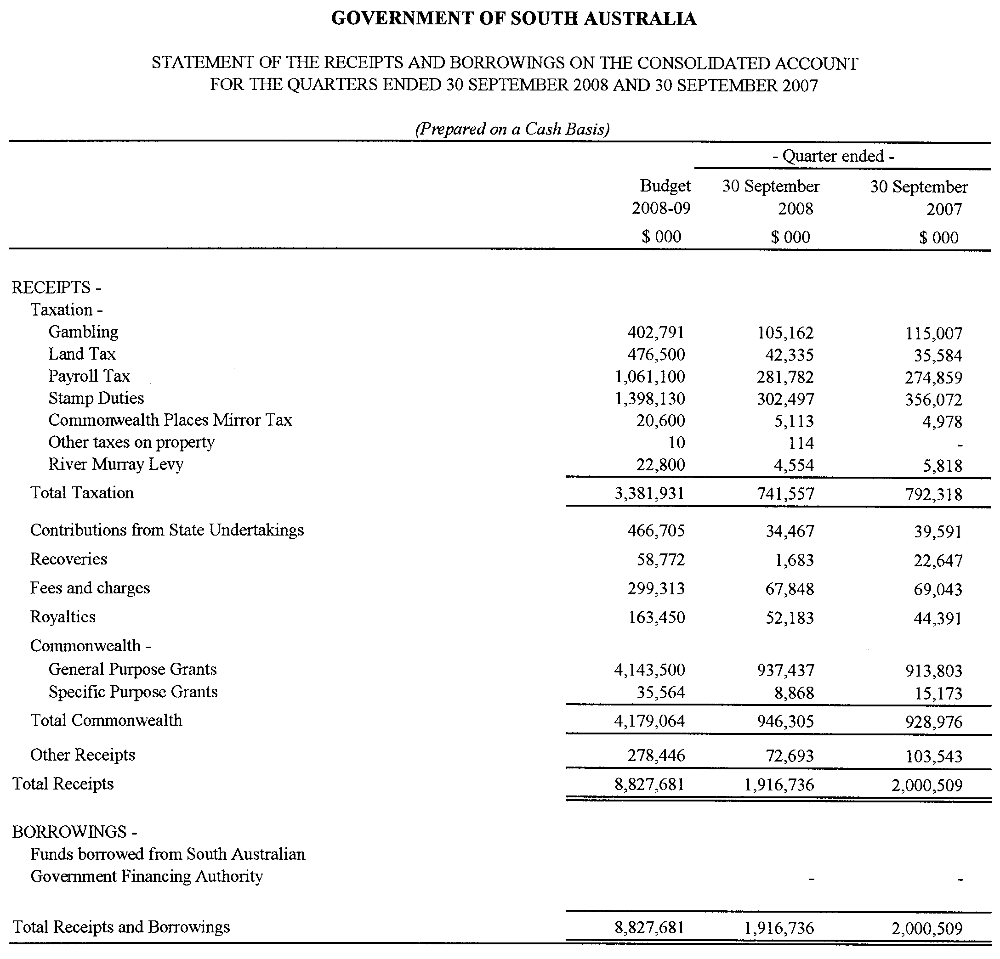 GOVERNMENT OF SOUTH AUSTRALIA
STATEMENT OF THE RECEIPTS AND BORROWINGS ON THE CONSOLIDATED ACCOUNT
FOR THE QUARTERS ENDED 30 SEPTEMBER 2008 AND 30 SEPTEMBER 2007
(Prepared on a Cash Basis)
- Quarter ended -
Budget 30 September 30 September
2008-09 2008 2007
$ 000 $ 000 $ 000
RECEIPTS -
Taxation -
Gambling 402,791 105,162 115,007
Land Tax 476,500 42,335 35,584
Payroll Tax 1,061,100 281,782 274,859
Stamp Duties 1,398,130 302,497 356,072
Commonwealth Places Mirror Tax 20,600 5,113 4,978
Other taxes on property 10 114 -
River Murray Levy 22,800 4,554 5,818
Total Taxation 3,381,931 741,557 792,318
Contributions from State Undertakings 466,705 34,467 39,591
Recoveries 58,772 1,683 22,647
Fees and charges 299,313 67,848 69,043
Royalties 163,450 52,183 44,391
Commonwealth -
General Purpose Grants 4,143,500 937,437 913,803
Specific Purpose Grants 35,564 8,868 15,173
Total Commonwealth 4,179,064 946,305 928,976
Other Receipts 278,446 72,693 103,543
Total Receipts 8,827,681 1,916,736 2,000,509
BORROWINGS -
Funds borrowed from South Australian
Government Financing Authority - -
Total Receipts and Borrowings 8,827,681 1,916,736 2,000,509